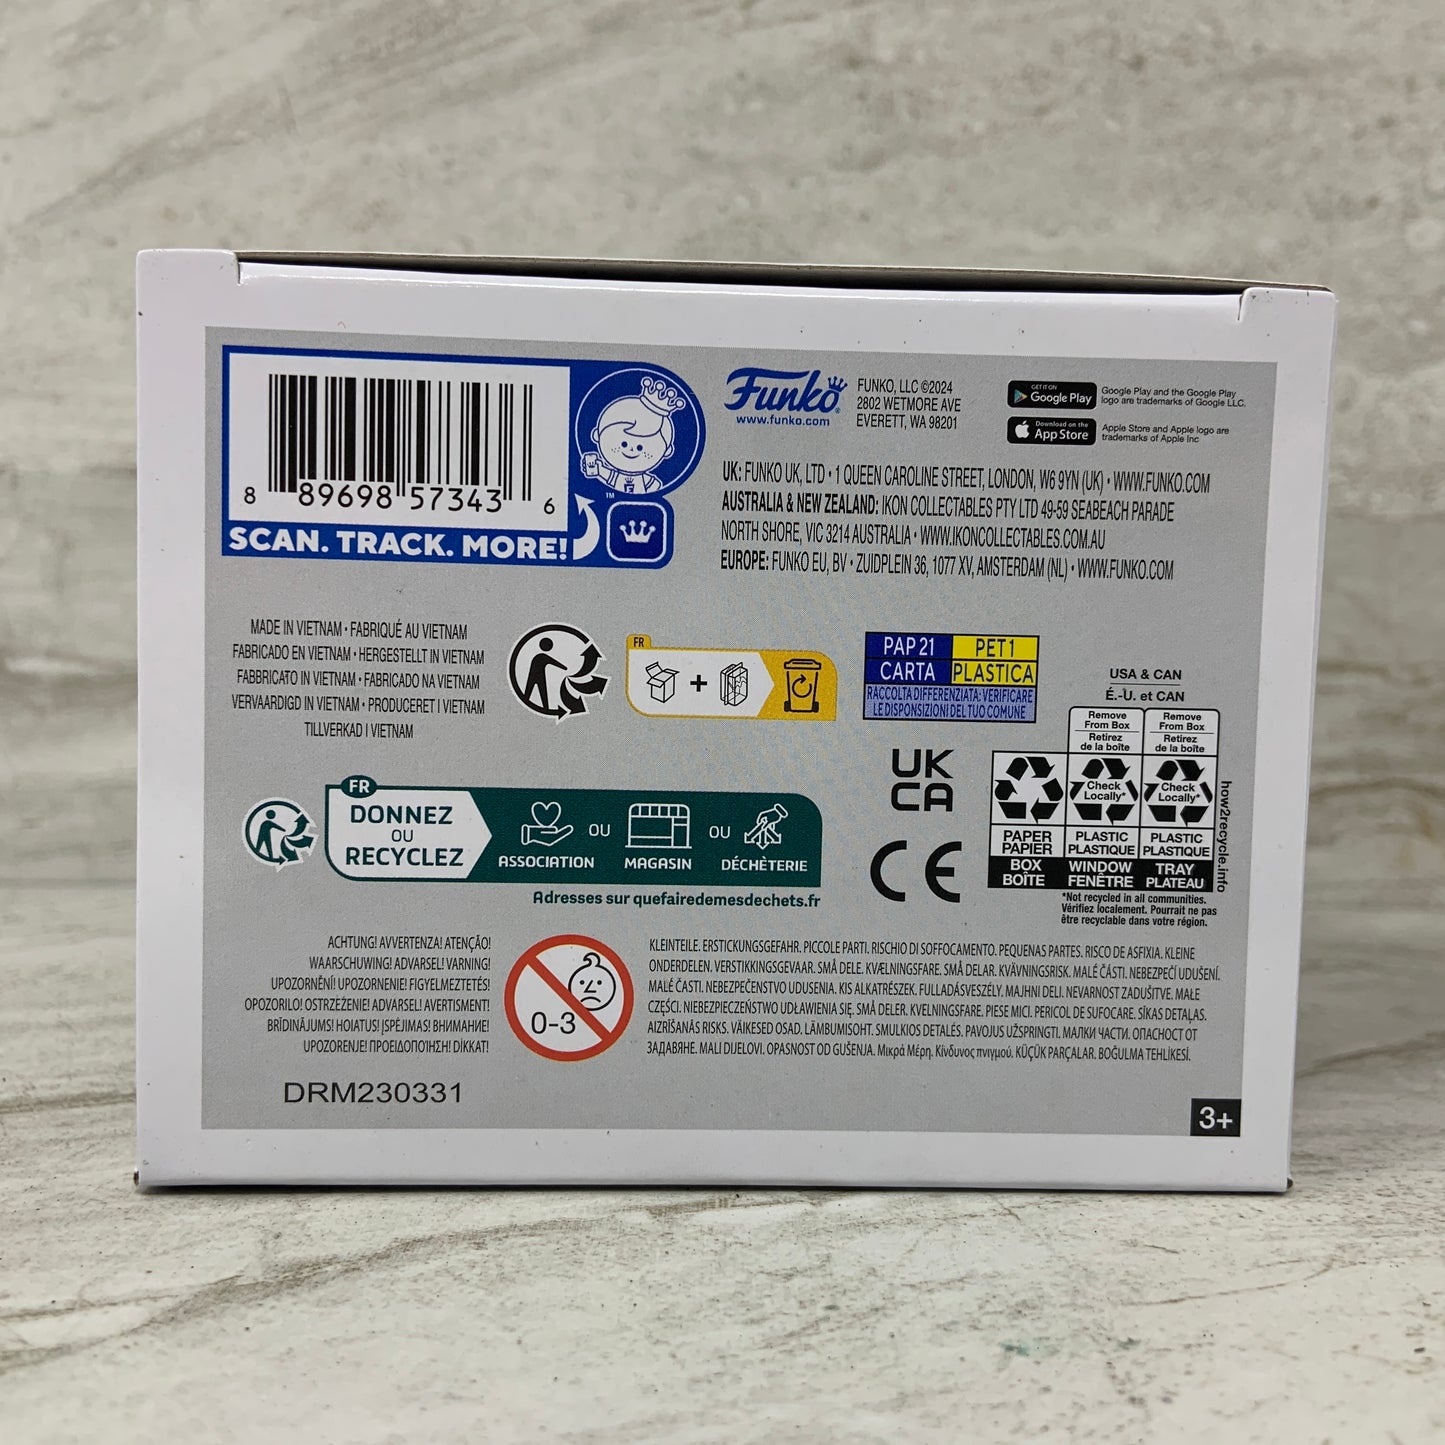 8 89698 57343 6
SCAN. TRACK. MORE!
™
Funko®
www.funko.com
FUNKO, LLC ©2024
2802 WETMORE AVE
EVERETT, WA 98201
GET IT ON
Google Play
Google Play and the Google Play
logo are trademarks of Google LLC.
Download on the
App Store
Apple Store and Apple logo are
trademarks of Apple Inc
UK: FUNKO UK, LTD • 1 QUEEN CAROLINE STREET, LONDON, W6 9YN (UK) • WWW.FUNKO.COM
AUSTRALIA & NEW ZEALAND: IKON COLLECTABLES PTY LTD 49-59 SEABEACH PARADE
NORTH SHORE, VIC 3214 AUSTRALIA • WWW.IKONCOLLECTABLES.COM.AU
EUROPE: FUNKO EU, BV • ZUIDPLEIN 36, 1077 XV, AMSTERDAM (NL) • WWW.FUNKO.COM
MADE IN VIETNAM • FABRIQUÉ AU VIETNAM
FABRICADO EN VIETNAM • HERGESTELLT IN VIETNAM
FABBRICATO IN VIETNAM • FABRICADO NA VIETNAM
VERVAARDIGD IN VIETNAM • PRODUCERET I VIETNAM
TILLVERKAD I VIETNAM
FR
+
PAP 21
CARTA
PET 1
PLASTICA
RACCOLTA DIFFERENZIATA: VERIFICARE
LE DISPOSIZIONI DEL TUO COMUNE
USA & CAN
É.-U. et CAN
Remove
From Box
Retirez
de la boîte
Remove
From Box
Retirez
de la boîte
Check
Locally*
Check
Locally*
PAPER
PAPIER
PLASTIC
PLASTIQUE
PLASTIC
PLASTIQUE
BOX
BOÎTE
WINDOW
FENÊTRE
TRAY
PLATEAU
how2recycle.info
*Not recycled in all communities.
Vérifiez localement. Pourrait ne pas
être recyclable dans votre région.
UK
CA
CE
FR
DONNEZ
OU
RECYCLEZ
ASSOCIATION
OU
MAGASIN
OU
DÉCHÈTERIE
Adresses sur quefairedemesdechets.fr
ACHTUNG! AVVERTENZA! ATENÇÃO!
WAARSCHUWING! ADVARSEL! VARNING!
UPOZORNĚNÍ! UPOZORNENIE! FIGYELMEZTETÉS!
OPOZORILO! OSTRZEŻENIE! ADVARSEL! AVERTISMENT!
BRĪDINĀJUMS! HOIATUS! ĮSPĖJIMAS! ВНИМАНИЕ!
UPOZORENJE! ΠΡΟΕΙΔΟΠΟΊΗΣΗ! DİKKAT!
0-3
KLEINTEILE. ERSTICKUNGSGEFAHR. PICCOLE PARTI. RISCHIO DI SOFFOCAMENTO. PEQUENAS PARTES. RISCO DE ASFIXIA. KLEINE
ONDERDELEN. VERSTIKKINGSGEVAAR. SMÅ DELE. KVÆLNINGSFARE. SMÅ DELAR. KVÄVNINGSRISK. MALÉ ČÁSTI. NEBEZPEČÍ UDUŠENÍ.
MALÉ ČASTI. NEBEZPEČENSTVO UDUSENIA. KIS ALKATRÉSZEK. FULLADÁSVESZÉLY. MAJHNI DELI. NEVARNOST ZADUŠITVE. MAŁE
CZĘŚCI. NIEBEZPIECZEŃSTWO UDŁAWIENIA SIĘ. SMÅ DELER. KVELNINGSFARE. PIESE MICI. PERICOL DE SUFOCARE. SĪKAS DETAĻAS.
AIZRĪŠANĀS RISKS. VÄIKESED OSAD. LÄMBUMISOHT. SMULKIOS DETALĖS. PAVOJUS UŽSPRINGTI. МАЛКИ ЧАСТИ. ОПАСНОСТ ОТ
ЗАДАВЯНЕ. MALI DIJELOVI. OPASNOST OD GUŠENJA. Μικρά Μέρη. Κίνδυνος πνιγμού. KÜÇÜK PARÇALAR. BOĞULMA TEHLİKESİ.
DRM230331
3+